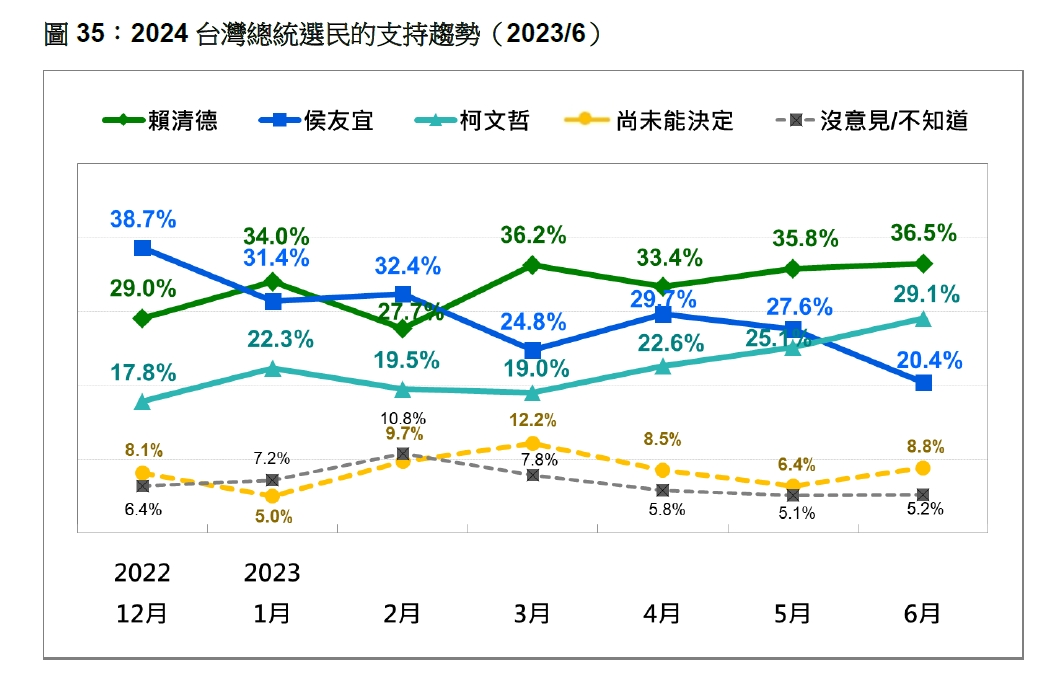 圖 35：2024 台灣總統選民的支持趨勢（2023/6）
賴清德 侯友宜 柯文哲 尚未能決定 沒意見/不知道
38.7% 31.4% 32.4% 24.8% 29.7% 27.6% 20.4%
29.0% 34.0% 27.7% 36.2% 33.4% 35.8% 36.5%
17.8% 22.3% 19.5% 19.0% 22.6% 25.1% 29.1%
8.1% 5.0% 9.7% 12.2% 8.5% 6.4% 8.8%
6.4% 7.2% 10.8% 7.8% 5.8% 5.1% 5.2%
2022 2023
12月 1月 2月 3月 4月 5月 6月